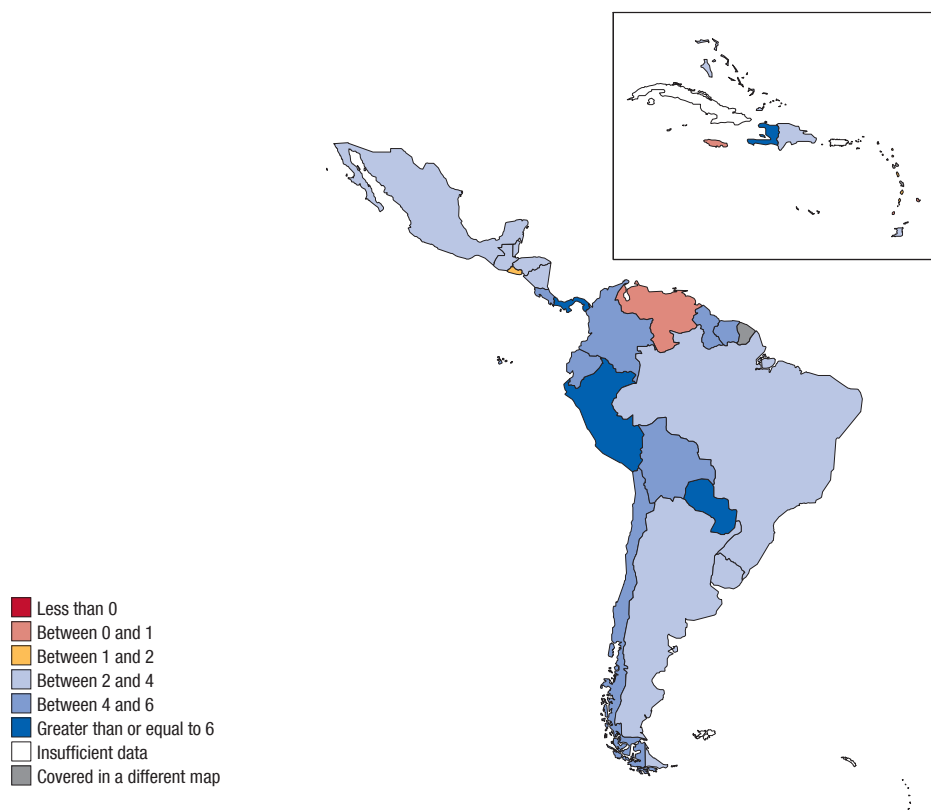 Less than 0
Between 0 and 1
Between 1 and 2
Between 2 and 4
Between 4 and 6
Greater than or equal to 6
Insufficient data
Covered in a different map